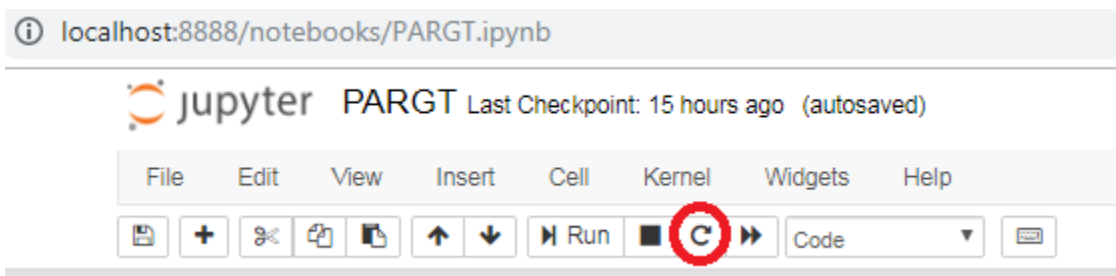 localhost:8888/notebooks/PARGT.ipynb
jupyter PARGT Last Checkpoint: 15 hours ago (autosaved)
File Edit View Insert Cell Kernel Widgets Help
Run Code